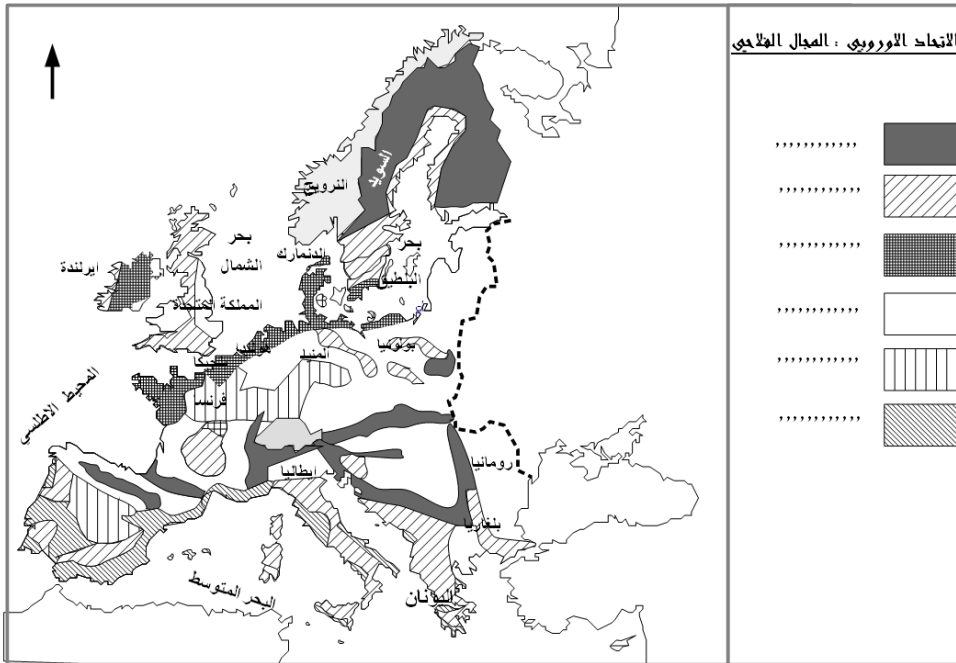 الاتحاد الاوروبي : المجال الفلاحي
,,,,,,,,,,,,
,,,,,,,,,,,,
,,,,,,,,,,,,
,,,,,,,,,,,,
,,,,,,,,,,,,
,,,,,,,,,,,,
السويد
النرويج
بحر
الشمال
الدنمارك
بحر
البلطيق
ايرلندة
المملكة المتحدة
بولونيا
المحيط الاطلسي
فرنسا
ايطاليا
رومانيا
بلغاريا
البحر المتوسط
اليونان